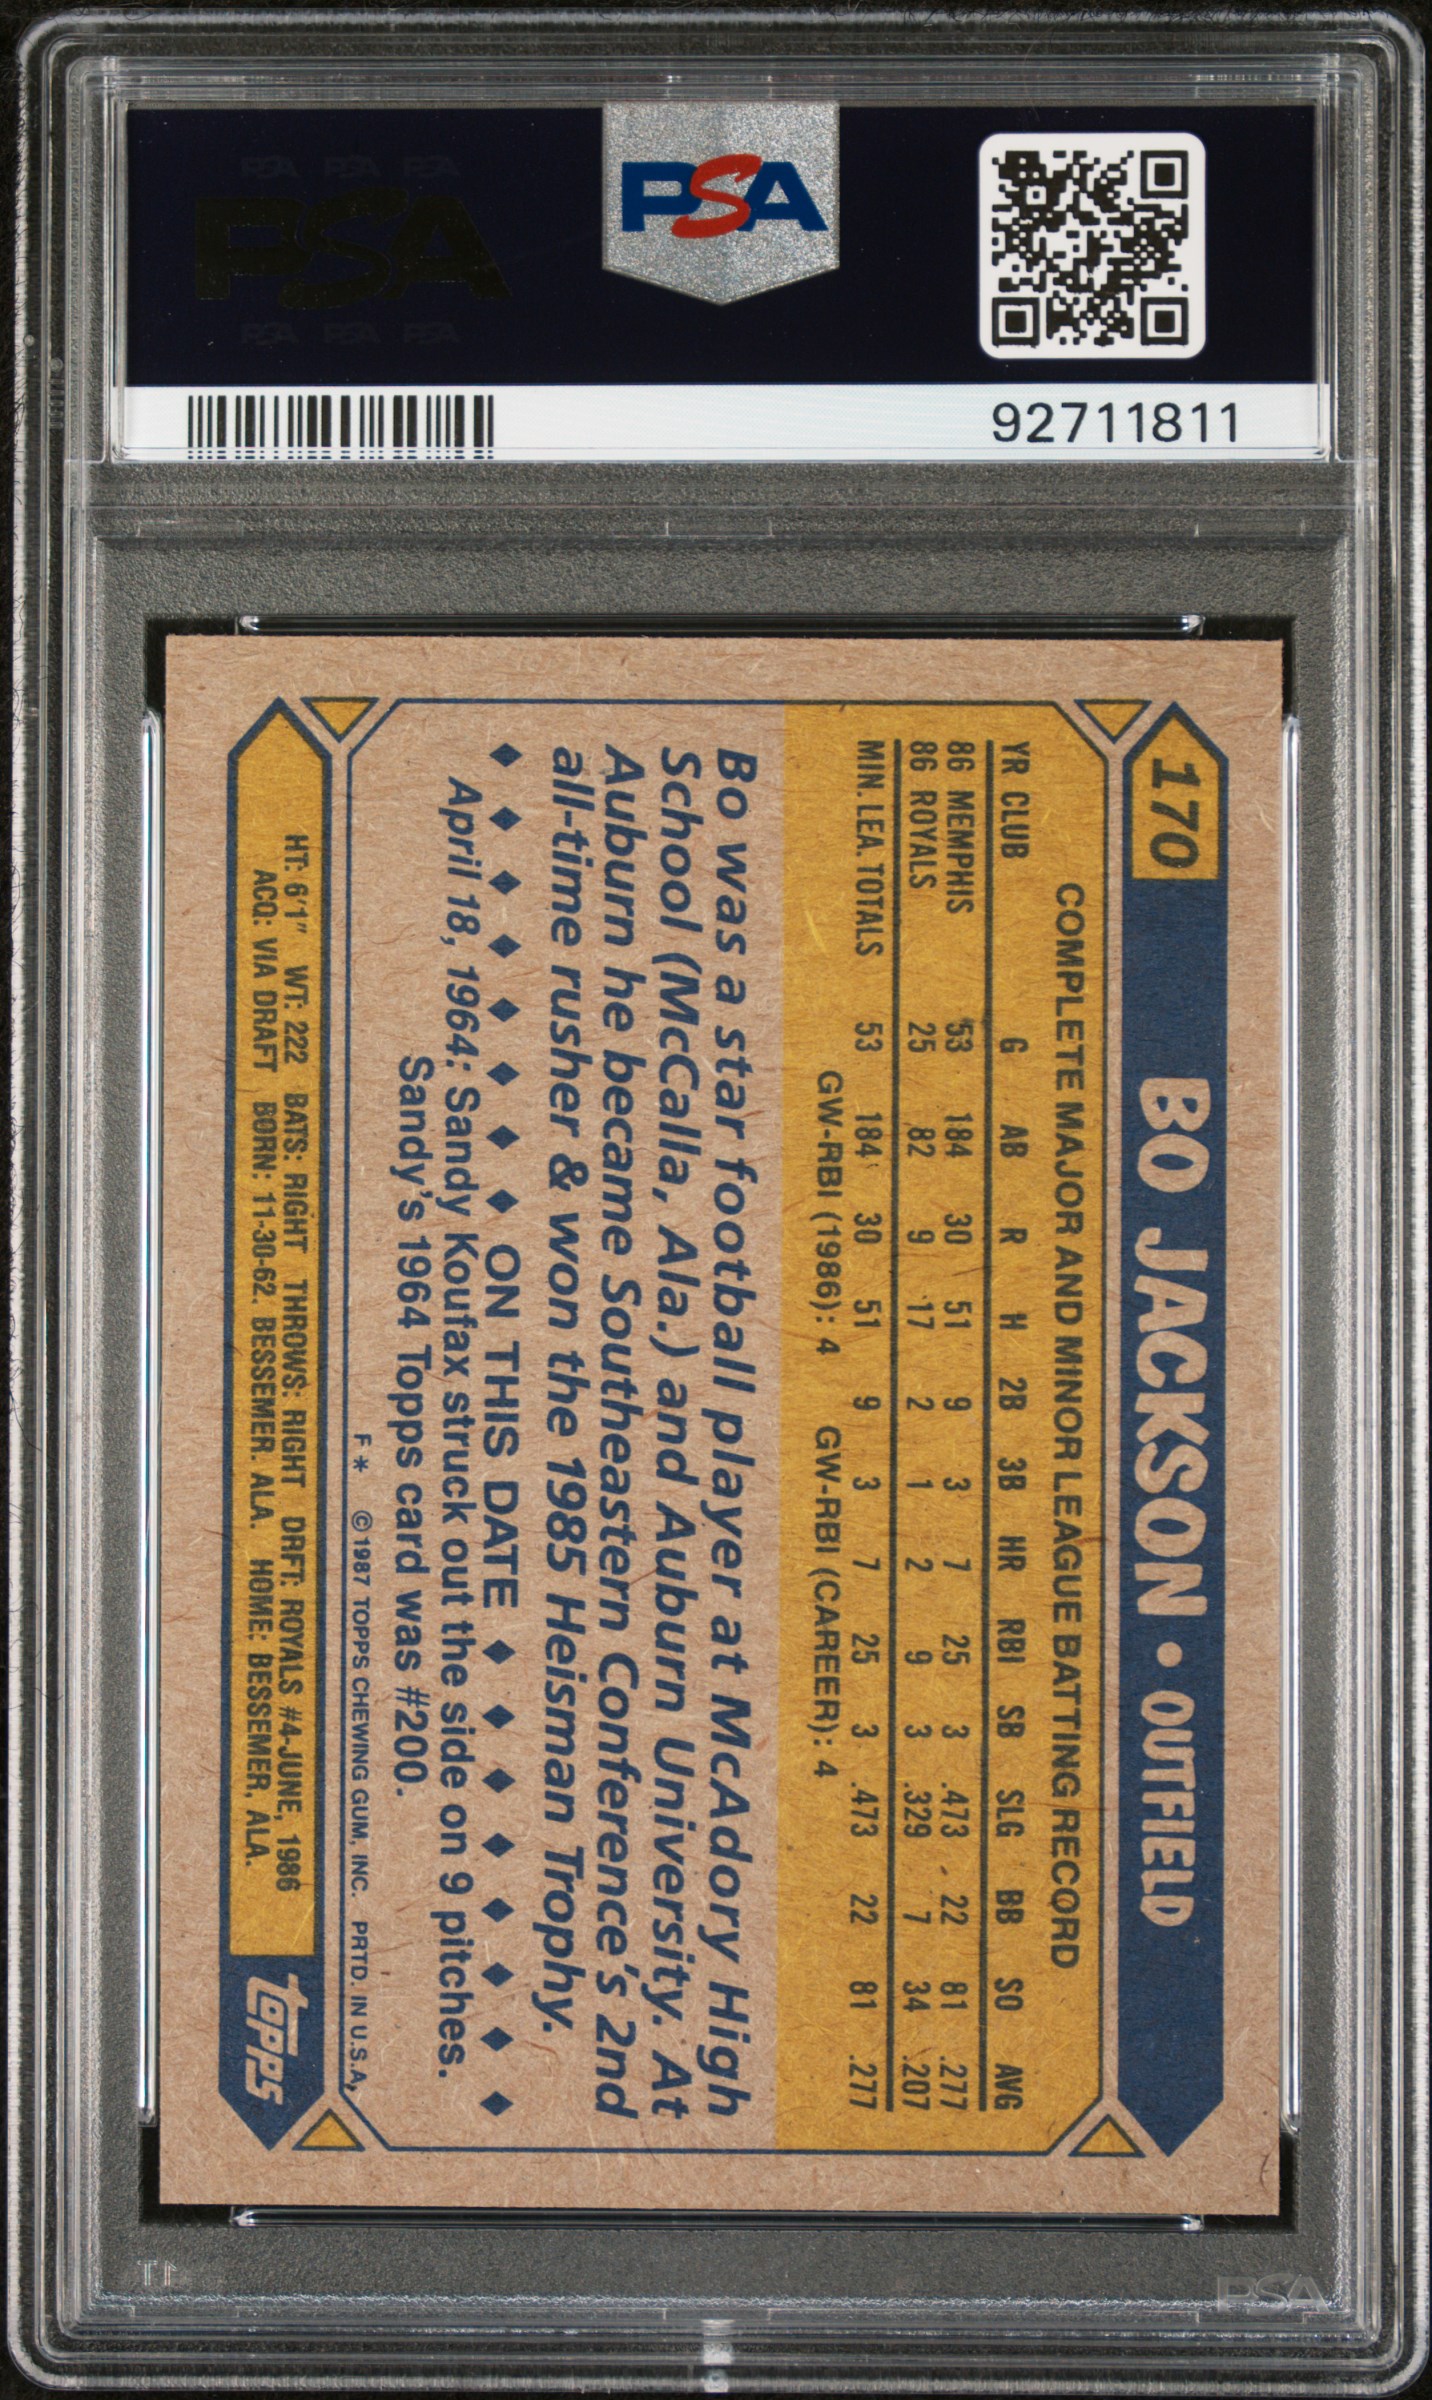 PSA PSA PSA
PSA
PSA PSA PSA
PSA
92711811
170
BO JACKSON • OUTFIELD
COMPLETE MAJOR AND MINOR LEAGUE BATTING RECORD
YR CLUB G AB R H 2B 3B HR RBI SB SLG BB SO AVG
86 MEMPHIS 53 184 30 51 9 3 7 25 3 .473 22 81 .277
86 ROYALS 25 82 9 17 2 1 2 9 3 .329 7 34 .207
MIN. LEA. TOTALS 53 184 30 51 9 3 7 25 3 .473 22 81 .277
GW-RBI (1986): 4 GW-RBI (CAREER): 4
Bo was a star football player at McAdory High
School (McCalla, Ala.) and Auburn University. At
Auburn he became Southeastern Conference's 2nd
all-time rusher & won the 1985 Heisman Trophy.
◆ ◆ ◆ ◆ ◆ ◆ ◆ ◆ ON THIS DATE ◆ ◆ ◆ ◆ ◆ ◆ ◆ ◆
April 18, 1964: Sandy Koufax struck out the side on 9 pitches.
Sandy's 1964 Topps card was #200.
F* © 1987 TOPPS CHEWING GUM, INC. PRTD. IN U.S.A.
HT: 6'1" WT: 222 BATS: RIGHT THROWS: RIGHT DRFT: ROYALS #4-JUNE, 1986
ACQ: VIA DRAFT BORN: 11-30-62. BESSEMER. ALA. HOME: BESSEMER, ALA.
topps
PSA